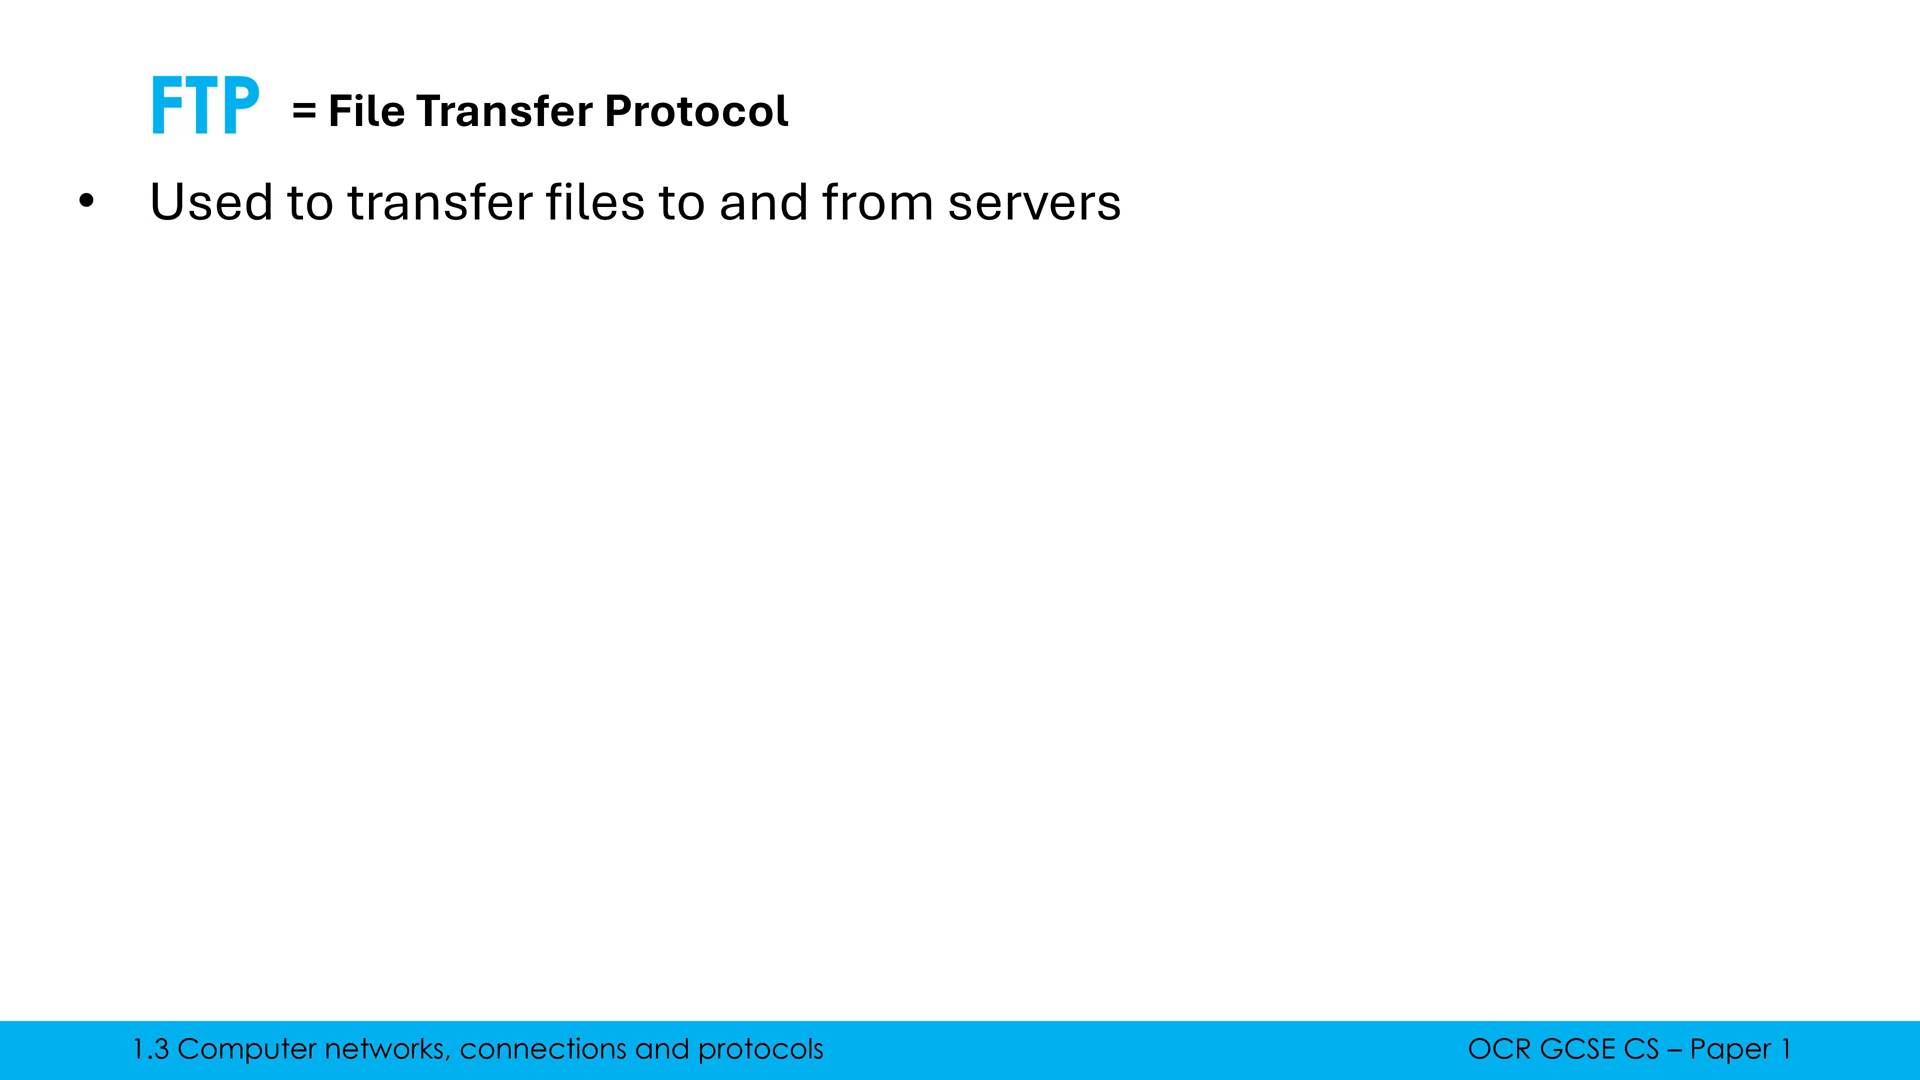 FTP = File Transfer Protocol
• Used to transfer files to and from servers
1.3 Computer networks, connections and protocols
OCR GCSE CS – Paper 1